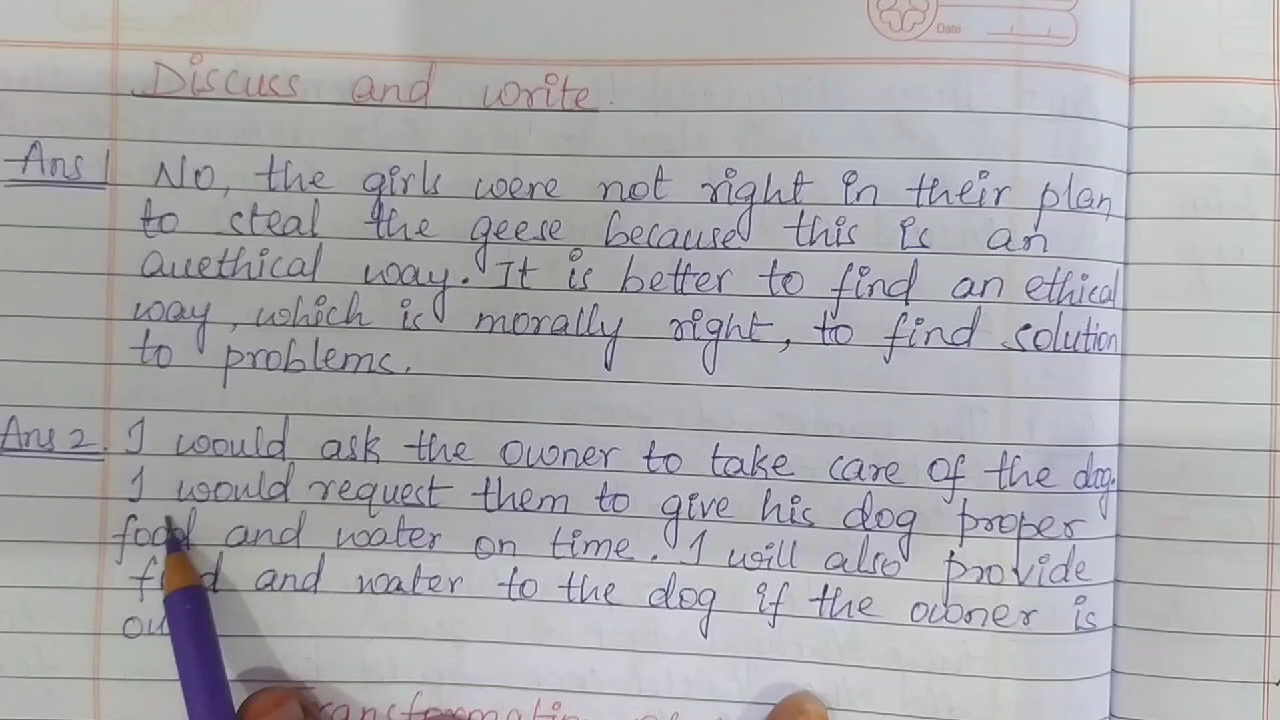 Date
Discuss and write.
Ans 1 No, the girls were not right in their plan
to steal the geese because this is an
auethical way. It is better to find an ethical
way, which is morally right, to find solution
to problems.
Ans 2. I would ask the owner to take care of the dog.
I would request them to give his dog proper
food and water on time. I will also provide
food and water to the dog if the owner is